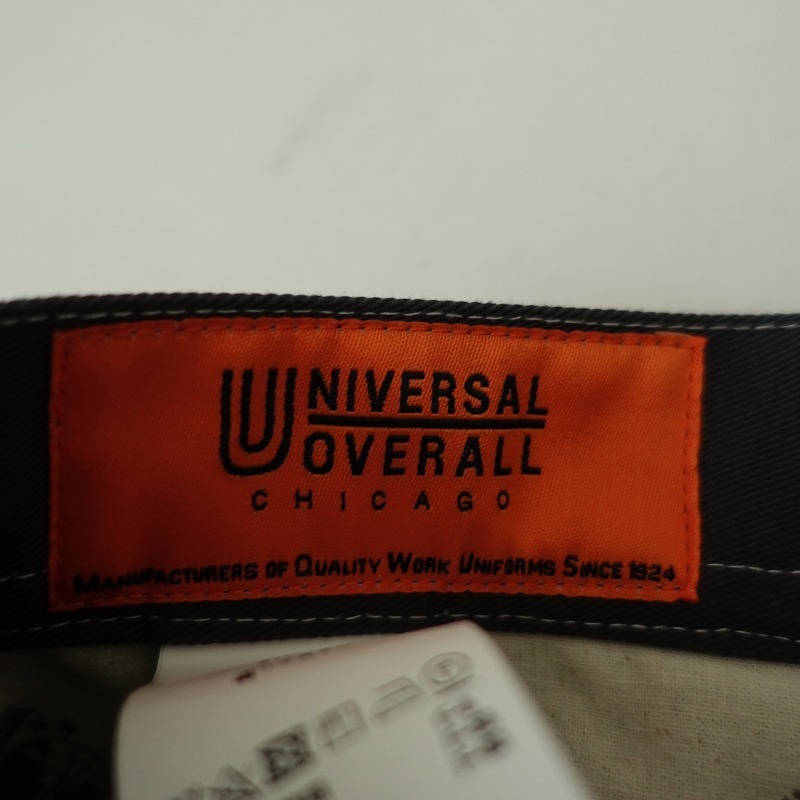 UNIVERSAL
OVERALL
CHICAGO
MANUFACTURERS OF QUALITY WORK UNIFORMS SINCE 1924